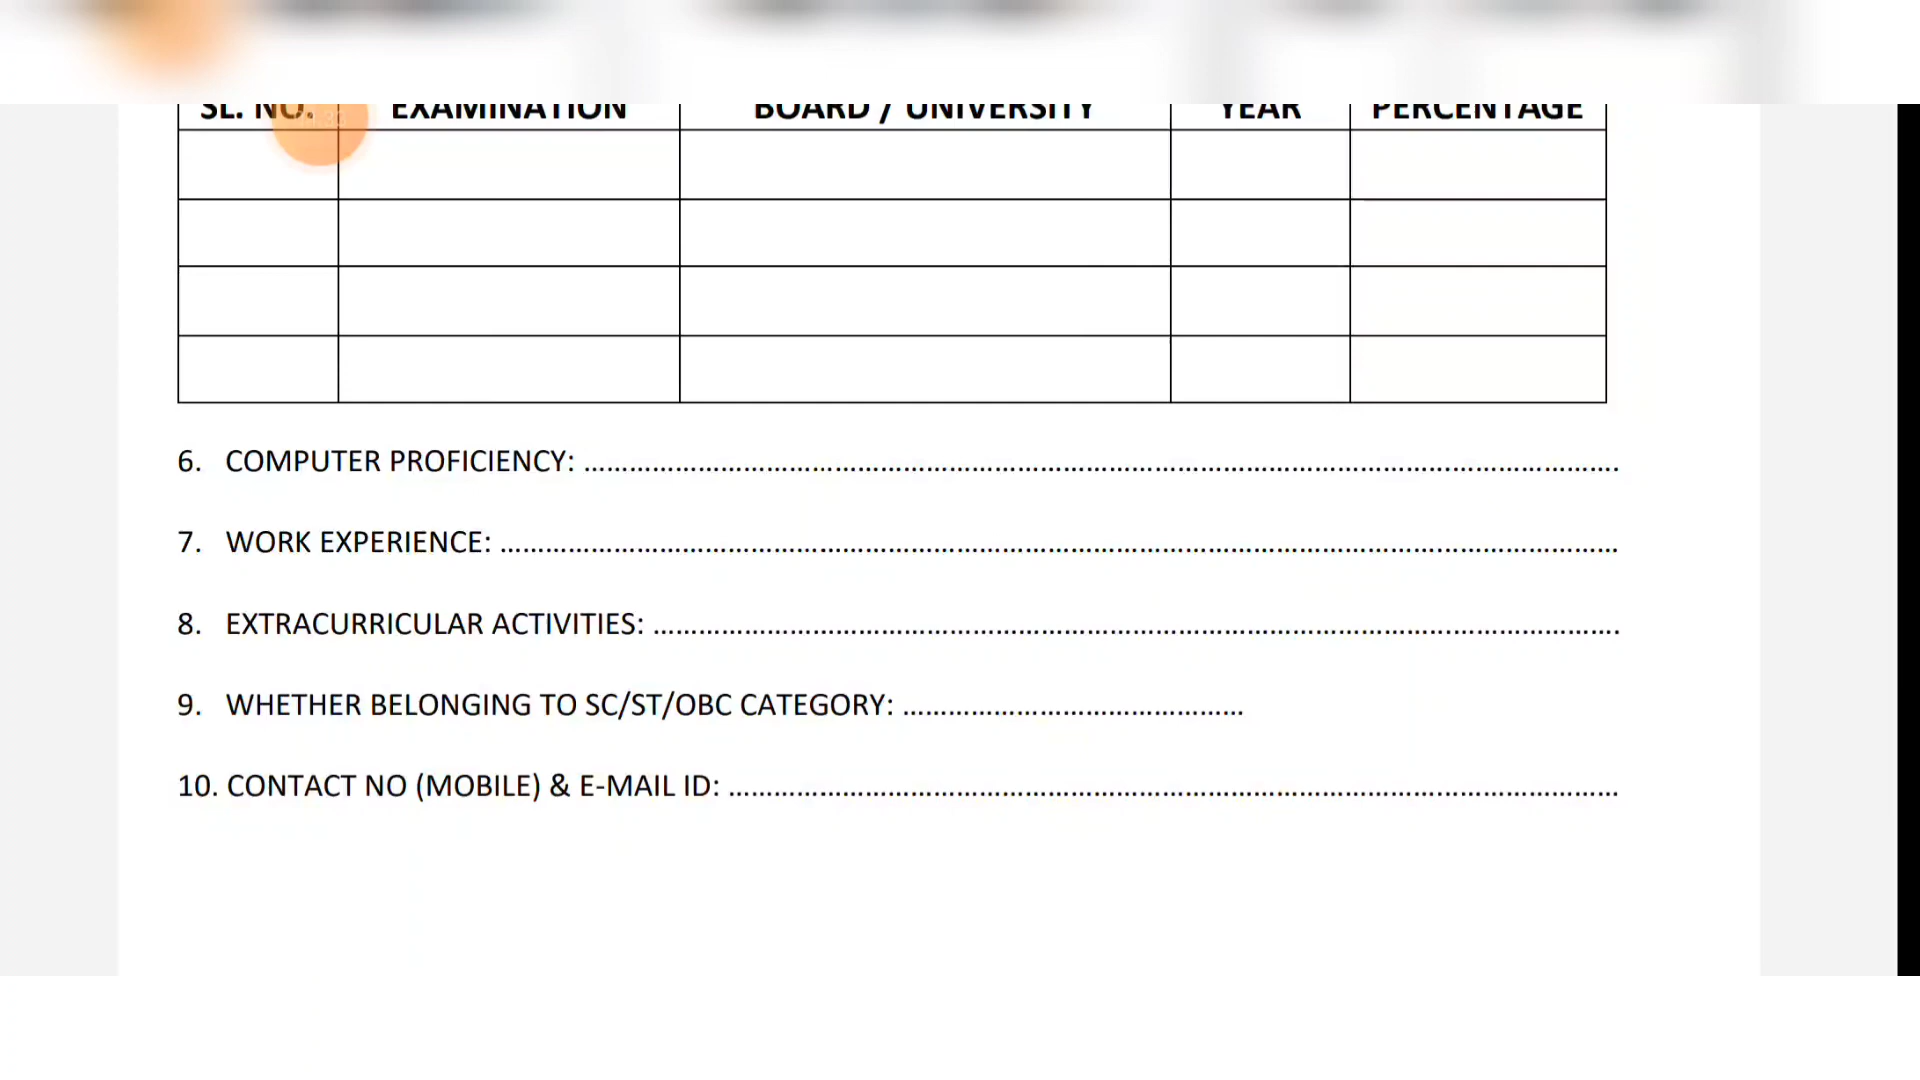 SL. NO. EXAMINATION BOARD / UNIVERSITY YEAR PERCENTAGE
6. COMPUTER PROFICIENCY: ……………………………………………………………………………………………………………………….
7. WORK EXPERIENCE: …………………………………………………………………………………………………………………………………
8. EXTRACURRICULAR ACTIVITIES: ……………………………………………………………………………………………………………….
9. WHETHER BELONGING TO SC/ST/OBC CATEGORY: ………………………………………
10. CONTACT NO (MOBILE) & E-MAIL ID: ………………………………………………………………………………………………………